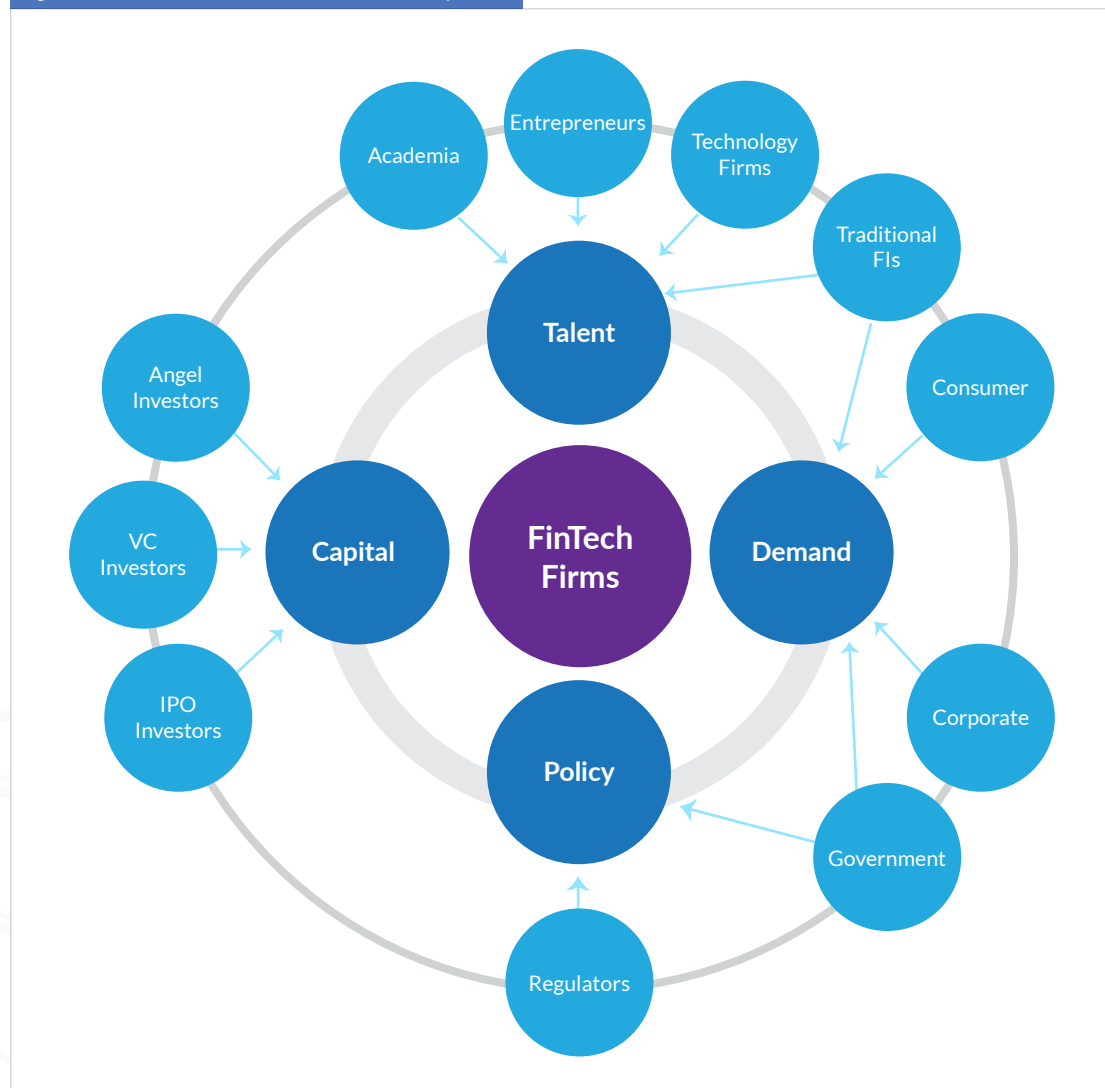 Entrepreneurs
Academia
Technology
Firms
Traditional
FIs
Talent
Angel
Investors
Consumer
VC
Investors
Capital
FinTech
Firms
Demand
IPO
Investors
Corporate
Policy
Government
Regulators